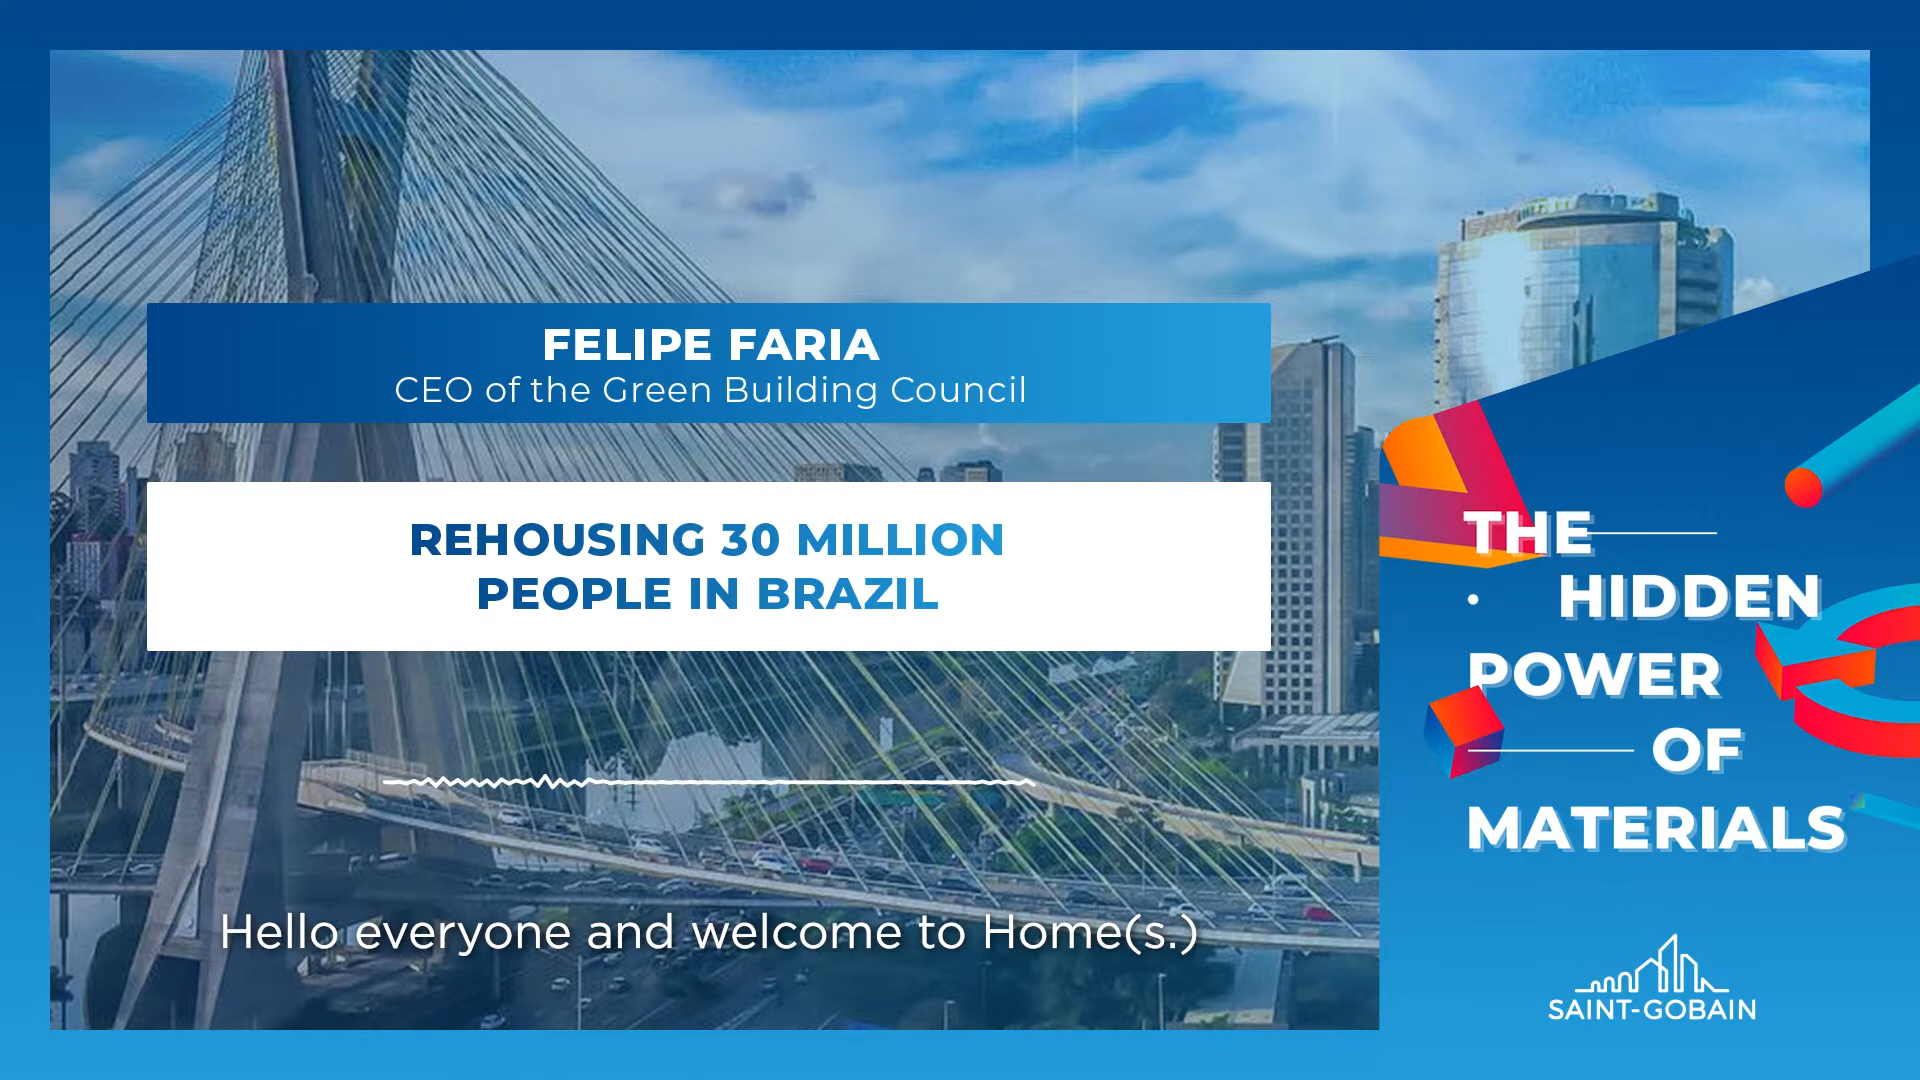 FELIPE FARIA
CEO of the Green Building Council
REHOUSING 30 MILLION
PEOPLE IN BRAZIL
Hello everyone and welcome to Home(s.)
THE
HIDDEN
POWER
OF
MATERIALS
SAINT-GOBAIN